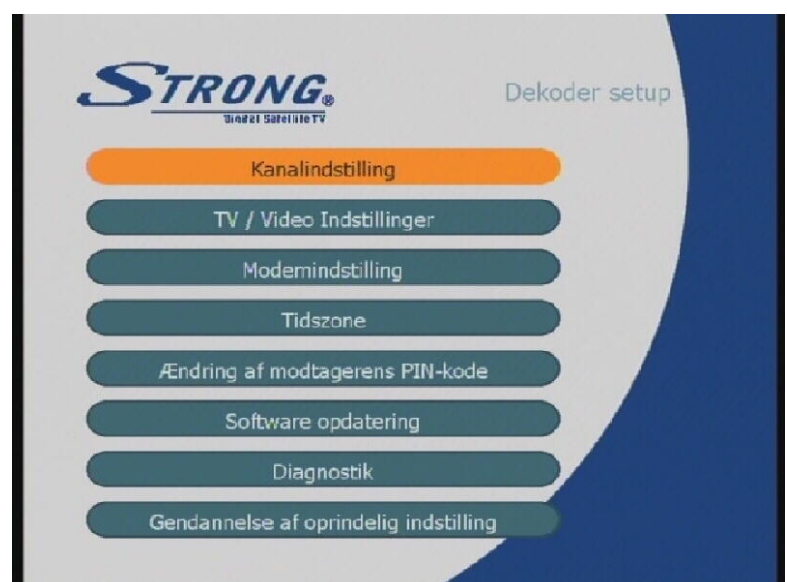 STRONG®
Digital Satellite TV
Dekoder setup
Kanalindstilling
TV / Video Indstillinger
Modemindstilling
Tidszone
Ændring af modtagerens PIN-kode
Software opdatering
Diagnostik
Gendannelse af oprindelig indstilling